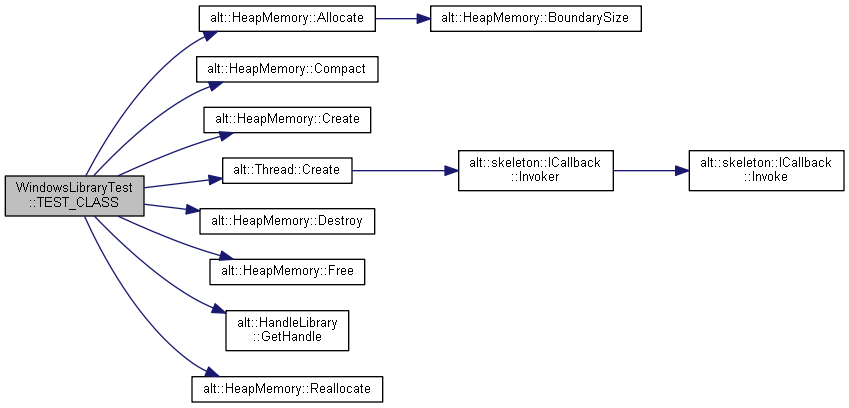 alt::HeapMemory::Allocate
alt::HeapMemory::BoundarySize
alt::HeapMemory::Compact
alt::HeapMemory::Create
alt::Thread::Create
alt::skeleton::ICallback
::Invoker
alt::skeleton::ICallback
::Invoke
WindowsLibraryTest
::TEST_CLASS
alt::HeapMemory::Destroy
alt::HeapMemory::Free
alt::HandleLibrary
::GetHandle
alt::HeapMemory::Reallocate